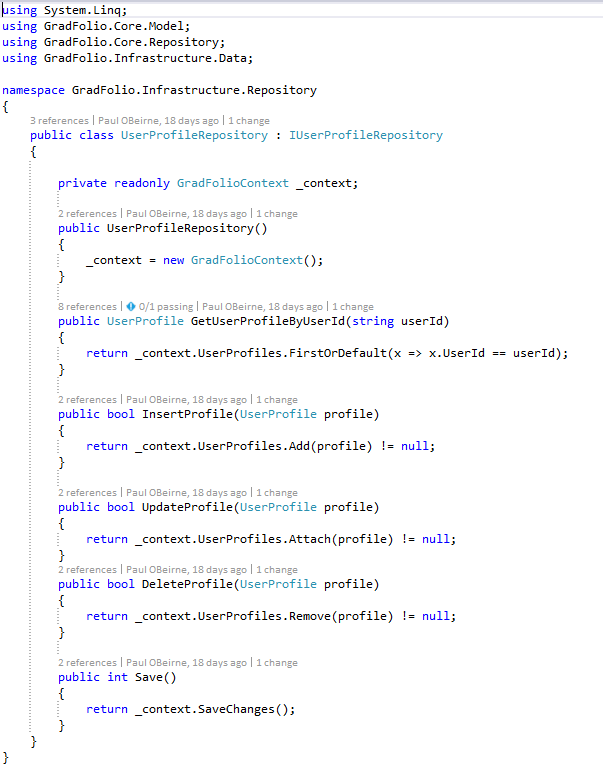 using System.Linq;
using GradFolio.Core.Model;
using GradFolio.Core.Repository;
using GradFolio.Infrastructure.Data;
namespace GradFolio.Infrastructure.Repository
{
3 references | Paul OBeirne, 18 days ago | 1 change
public class UserProfileRepository : IUserProfileRepository
{
private readonly GradFolioContext _context;
2 references | Paul OBeirne, 18 days ago | 1 change
public UserProfileRepository()
{
_context = new GradFolioContext();
}
8 references | 0/1 passing | Paul OBeirne, 18 days ago | 1 change
public UserProfile GetUserProfileByUserId(string userId)
{
return _context.UserProfiles.FirstOrDefault(x => x.UserId == userId);
}
2 references | Paul OBeirne, 18 days ago | 1 change
public bool InsertProfile(UserProfile profile)
{
return _context.UserProfiles.Add(profile) != null;
}
2 references | Paul OBeirne, 18 days ago | 1 change
public bool UpdateProfile(UserProfile profile)
{
return _context.UserProfiles.Attach(profile) != null;
}
2 references | Paul OBeirne, 18 days ago | 1 change
public bool DeleteProfile(UserProfile profile)
{
return _context.UserProfiles.Remove(profile) != null;
}
2 references | Paul OBeirne, 18 days ago | 1 change
public int Save()
{
return _context.SaveChanges();
}
}
}